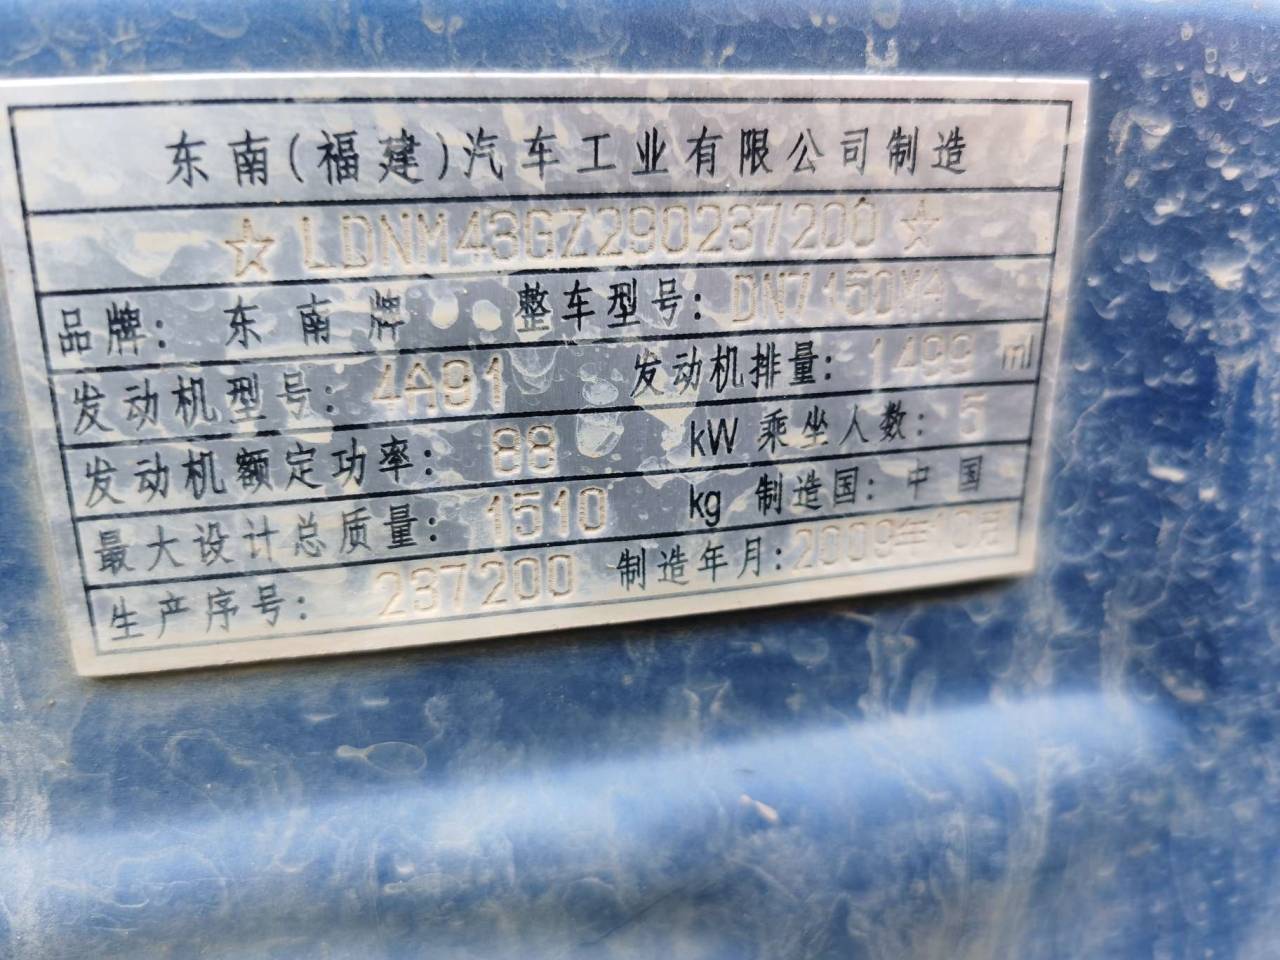 东南(福建)汽车工业有限公司制造
☆LDNM43GZ290237200☆
品牌: 东南牌 整车型号: DN7150M4
发动机型号: 4A91 发动机排量: 1499 ml
发动机额定功率: 88 kW 乘坐人数: 5
最大设计总质量: 1510 kg 制造国: 中国
生产序号: 237200 制造年月: 2009年10月